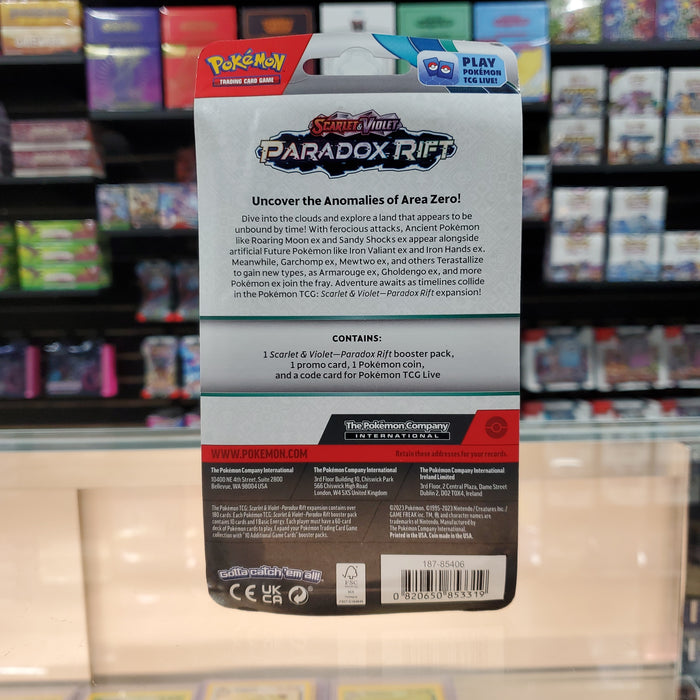 POKÉMON
TRADING CARD GAME
PLAY
POKÉMON
TCG LIVE!
SCARLET & VIOLET
PARADOX RIFT
Uncover the Anomalies of Area Zero!
Dive into the clouds and explore a land that appears to be
unbound by time! With ferocious attacks, Ancient Pokémon
like Roaring Moon ex and Sandy Shocks ex appear alongside
artificial Future Pokémon like Iron Valiant ex and Iron Hands ex.
Meanwhile, Garchomp ex, Mewtwo ex, and others Terastallize
to gain new types, as Armarouge ex, Gholdengo ex, and more
Pokémon ex join the fray. Adventure awaits as timelines collide
in the Pokémon TCG: Scarlet & Violet—Paradox Rift expansion!
CONTAINS:
1 Scarlet & Violet—Paradox Rift booster pack,
1 promo card, 1 Pokémon coin,
and a code card for Pokémon TCG Live
The Pokémon Company
INTERNATIONAL
WWW.POKEMON.COM
Retain these addresses for your records.
The Pokémon Company International
10400 NE 4th Street, Suite 2800
Bellevue, WA 98004 USA
The Pokémon Company International
3rd Floor Building 10, Chiswick Park
566 Chiswick High Road
London, W4 5XS United Kingdom
The Pokémon Company International
Ireland Limited
3rd Floor, 2 Central Plaza, Dame Street
Dublin 2, D02 T0X4, Ireland
The Pokémon TCG: Scarlet & Violet—Paradox Rift expansion contains over
180 cards. Each Pokémon TCG: Scarlet & Violet—Paradox Rift booster pack
contains 10 cards and 1 Basic Energy. Each player must have a 60-card
deck of Pokémon cards to play. Expand your Pokémon Trading Card Game
collection with "10 Additional Game Cards" booster packs.
©2023 Pokémon. ©1995–2023 Nintendo / Creatures Inc. /
GAME FREAK inc. TM, ®, and character names are
trademarks of Nintendo. Manufactured by
The Pokémon Company International.
Printed in the USA. Coin made in the USA.
Gotta catch 'em all!
CE UK
CA
FSC
187-85406
0 820650 853319